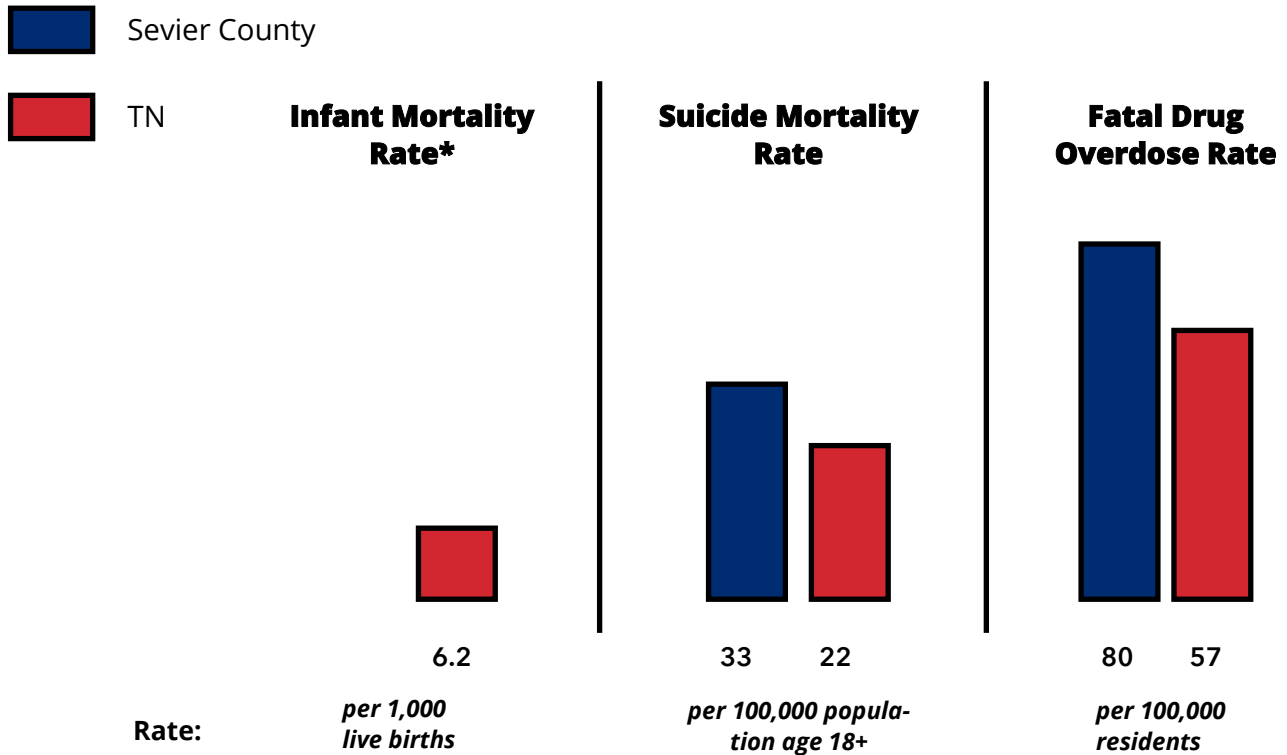 Sevier County
TN
Infant Mortality
Rate*
Suicide Mortality
Rate
Fatal Drug
Overdose Rate
6.2
33 22
80 57
Rate:
per 1,000
live births
per 100,000 popula-
tion age 18+
per 100,000
residents